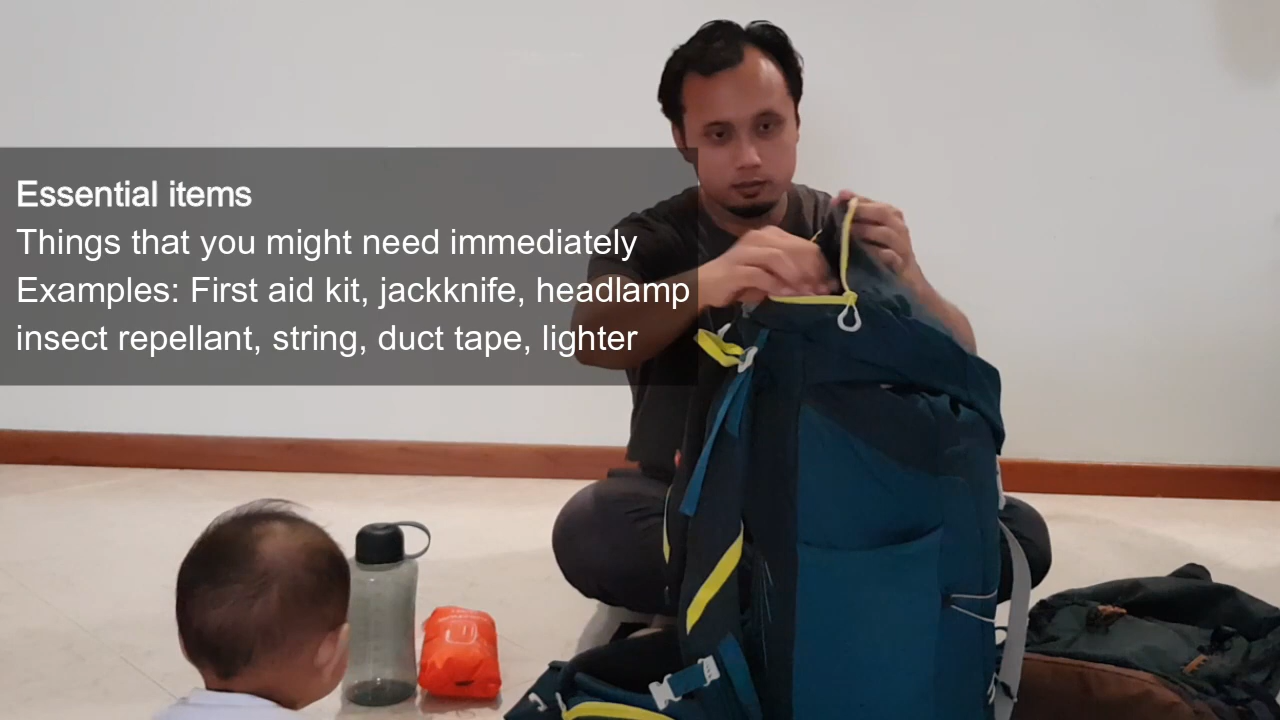 Essential items
Things that you might need immediately
Examples: First aid kit, jackknife, headlamp
insect repellant, string, duct tape, lighter